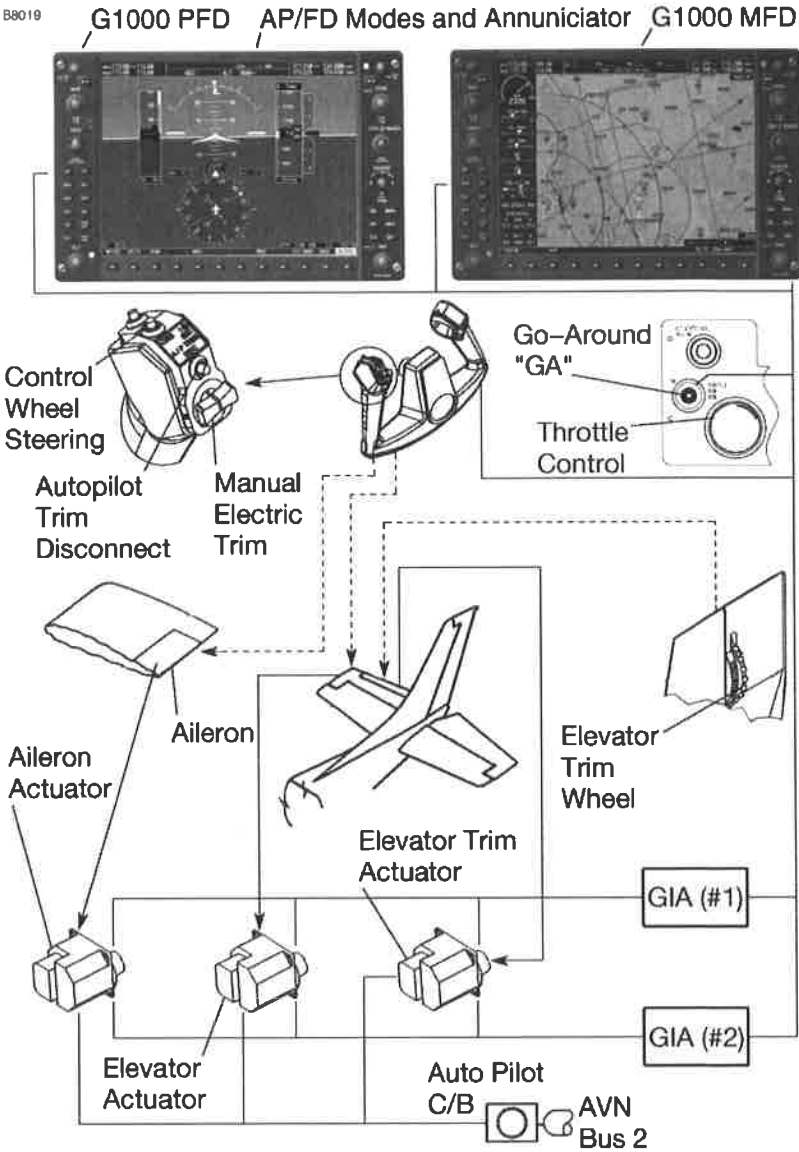 B8019
G1000 PFD
AP/FD Modes and Annuniciator
G1000 MFD
Control
Wheel
Steering
Autopilot
Trim
Disconnect
Manual
Electric
Trim
Go–Around
"GA"
Throttle
Control
Aileron
Elevator
Trim
Wheel
Aileron
Actuator
Elevator Trim
Actuator
GIA (#1)
GIA (#2)
Elevator
Actuator
Auto Pilot
C/B
AVN
Bus 2